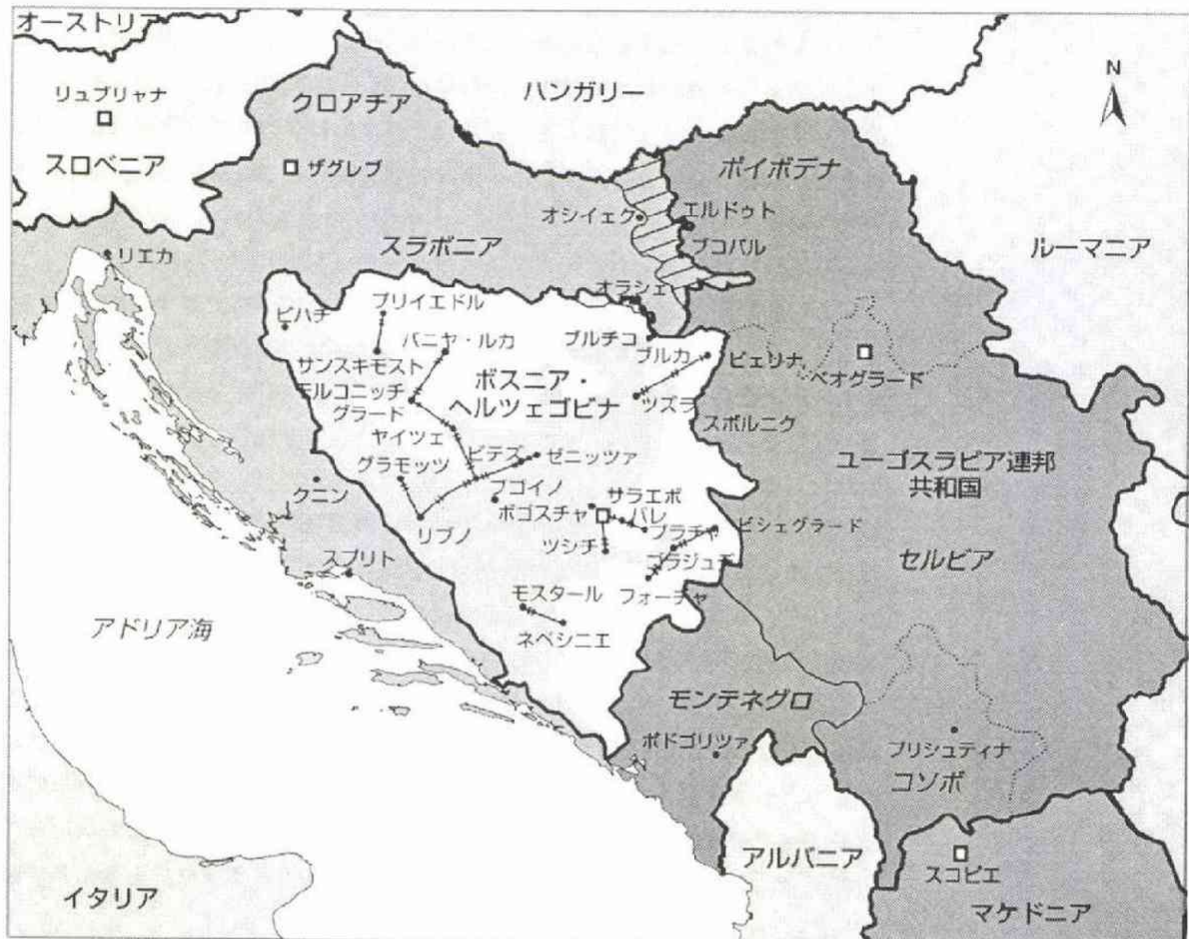 オーストリア
リュブリャナ
スロベニア
クロアチア
ザグレブ
ハンガリー
N
ボイボデナ
オシイェク
エルドゥト
ブコバル
ルーマニア
スラボニア
リエカ
オラシェ
ビハチ
プリイェドル
バニャ・ルカ
ブルチコ
ブルカ
ビェリナ
ベオグラード
サンスキモスト
モルコニッチ
グラード
ボスニア・
ヘルツェゴビナ
ツズラ
スボルニク
ヤイツェ
ビテズ
ゼニッツァ
グラモッツ
ユーゴスラビア連邦
共和国
クニン
ブコイノ
サラエボ
ボゴスチャ
パレ
リブノ
ブラチャ
ビシェグラード
ツシチ
ゴラジュデ
セルビア
スプリト
フォーチャ
モスタール
ネベシニエ
アドリア海
モンテネグロ
ポドゴリツァ
プリシュティナ
コソボ
アルバニア
スコピエ
イタリア
マケドニア